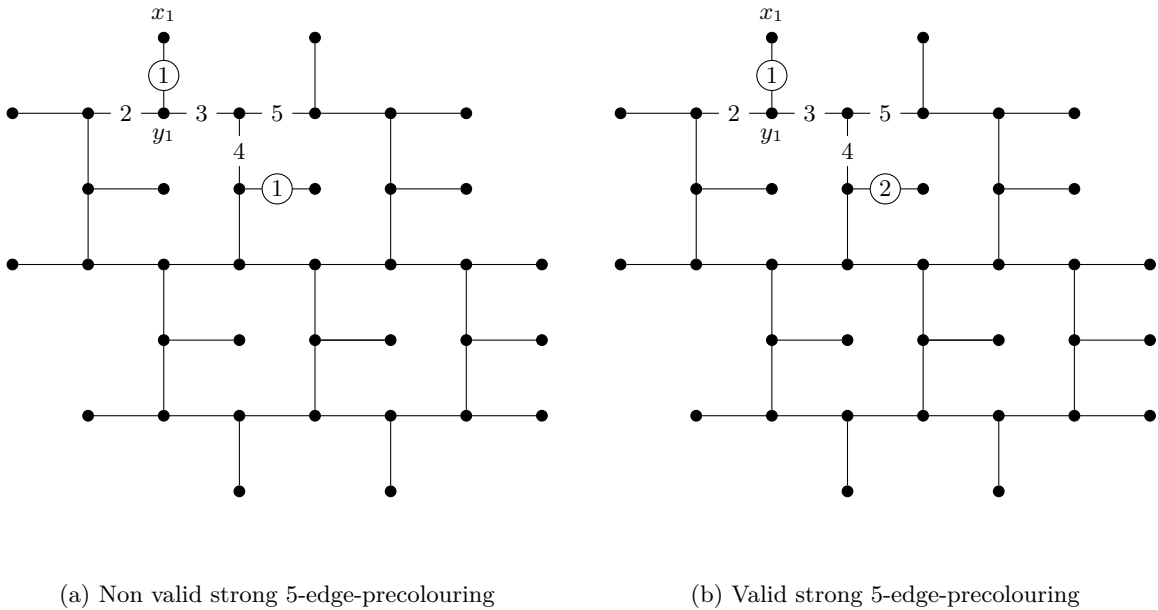 x₁ x₁
1 1
2 3 5 2 3 5
y₁ y₁
4 4
1 2
(a) Non valid strong 5-edge-precolouring (b) Valid strong 5-edge-precolouring